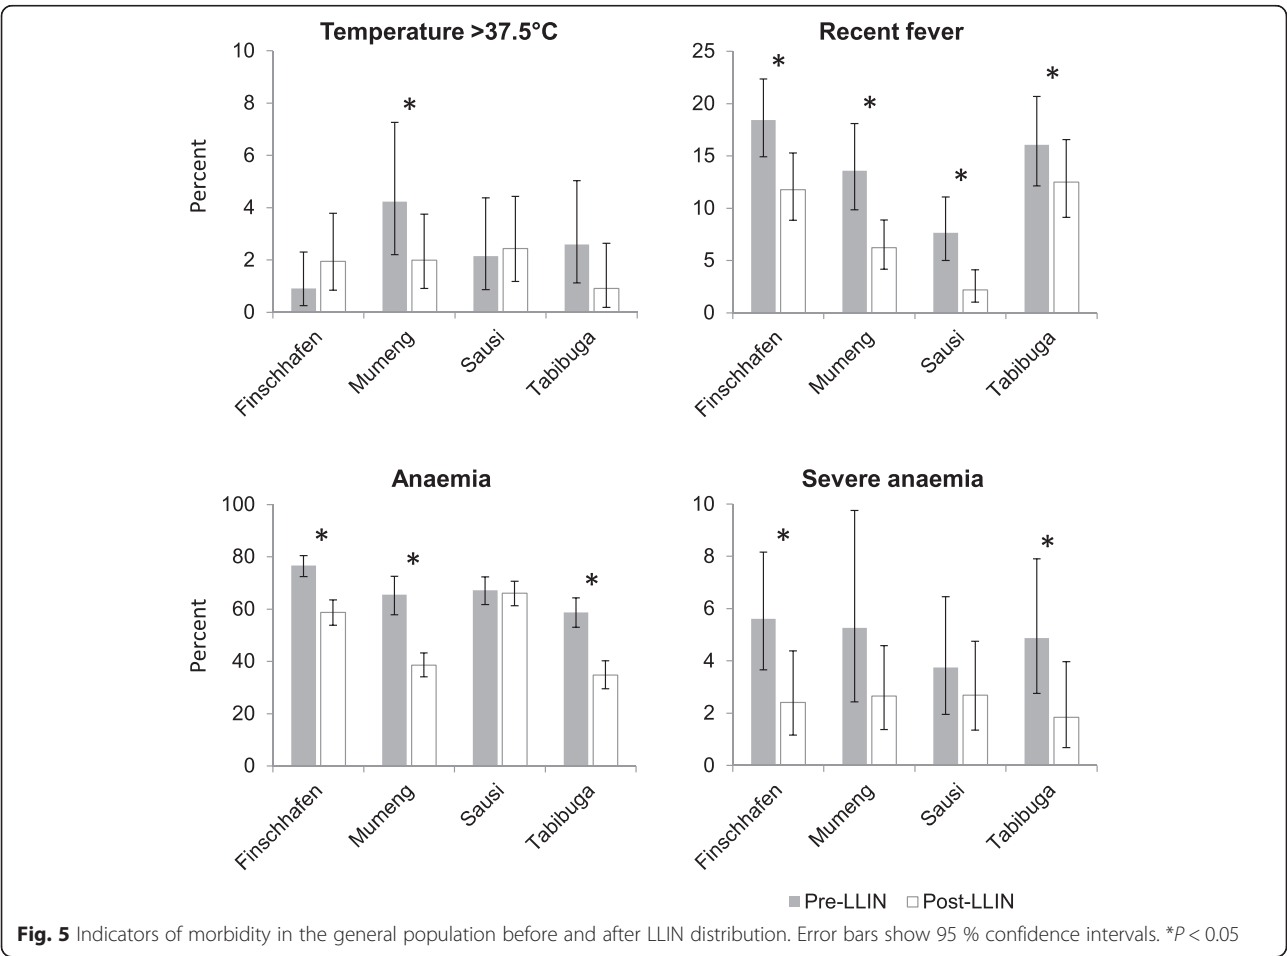 Temperature >37.5°C
Percent
10
8
6
4
2
0
*
Finschhafen
Mumeng
Sausi
Tabibuga
Recent fever
25
20
15
10
5
0
*
*
*
*
Finschhafen
Mumeng
Sausi
Tabibuga
Anaemia
Percent
100
80
60
40
20
0
*
*
*
Finschhafen
Mumeng
Sausi
Tabibuga
Severe anaemia
10
8
6
4
2
0
*
*
Finschhafen
Mumeng
Sausi
Tabibuga
Pre-LLIN Post-LLIN
Fig. 5 Indicators of morbidity in the general population before and after LLIN distribution. Error bars show 95 % confidence intervals. *P < 0.05